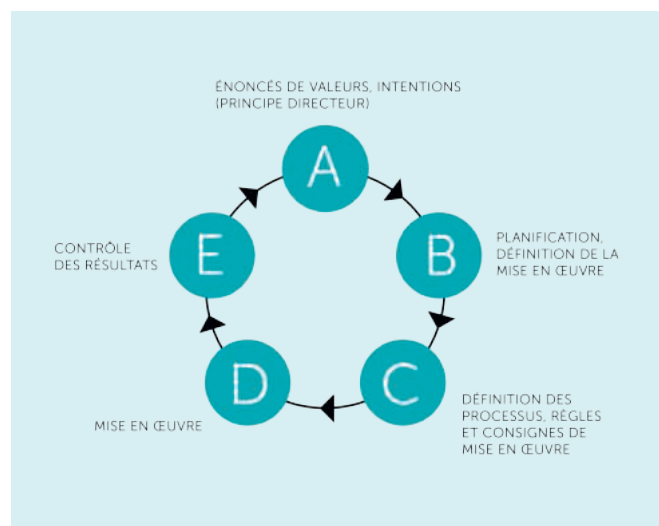 ÉNONCÉS DE VALEURS, INTENTIONS
(PRINCIPE DIRECTEUR)
A
B
PLANIFICATION,
DÉFINITION DE LA
MISE EN ŒUVRE
C
DÉFINITION DES
PROCESSUS, RÈGLES
ET CONSIGNES DE
MISE EN ŒUVRE
D
MISE EN ŒUVRE
E
CONTRÔLE
DES RÉSULTATS